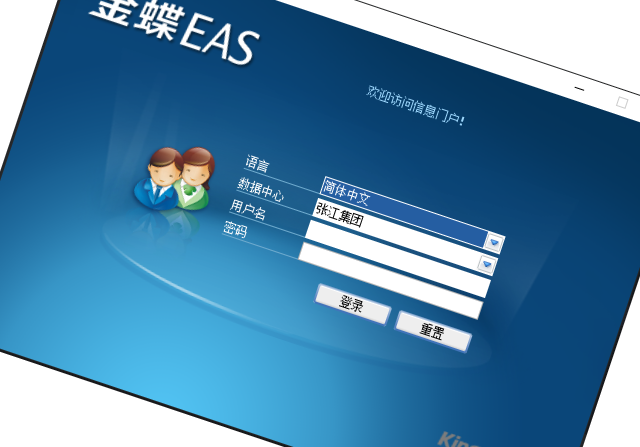 金蝶EAS
欢迎访问信息门户!
语言 简体中文
数据中心 张江集团
用户名
密码
登录 重置
King